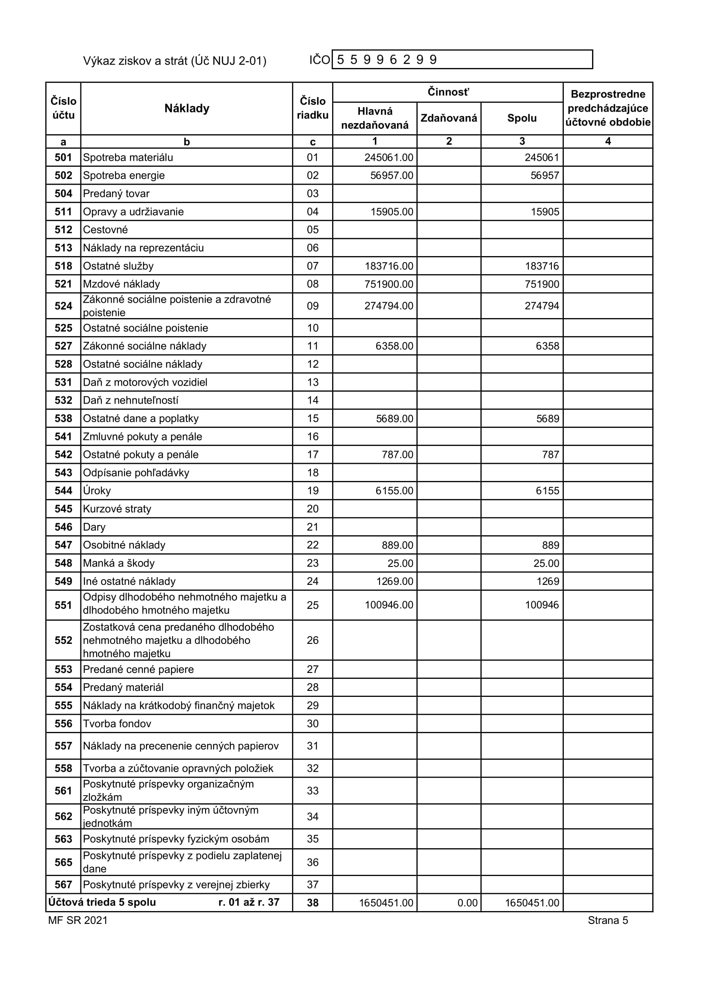 Výkaz ziskov a strát (Úč NUJ 2-01) IČO 5 5 9 9 6 2 9 9
Číslo účtu Náklady Číslo riadku Činnosť Bezprostredne predchádzajúce účtovné obdobie
Hlavná nezdaňovaná Zdaňovaná Spolu
a b c 1 2 3 4
501 Spotreba materiálu 01 245061.00 245061
502 Spotreba energie 02 56957.00 56957
504 Predaný tovar 03
511 Opravy a udržiavanie 04 15905.00 15905
512 Cestovné 05
513 Náklady na reprezentáciu 06
518 Ostatné služby 07 183716.00 183716
521 Mzdové náklady 08 751900.00 751900
524 Zákonné sociálne poistenie a zdravotné poistenie 09 274794.00 274794
525 Ostatné sociálne poistenie 10
527 Zákonné sociálne náklady 11 6358.00 6358
528 Ostatné sociálne náklady 12
531 Daň z motorových vozidiel 13
532 Daň z nehnuteľností 14
538 Ostatné dane a poplatky 15 5689.00 5689
541 Zmluvné pokuty a penále 16
542 Ostatné pokuty a penále 17 787.00 787
543 Odpísanie pohľadávky 18
544 Úroky 19 6155.00 6155
545 Kurzové straty 20
546 Dary 21
547 Osobitné náklady 22 889.00 889
548 Manká a škody 23 25.00 25.00
549 Iné ostatné náklady 24 1269.00 1269
551 Odpisy dlhodobého nehmotného majetku a dlhodobého hmotného majetku 25 100946.00 100946
552 Zostatková cena predaného dlhodobého nehmotného majetku a dlhodobého hmotného majetku 26
553 Predané cenné papiere 27
554 Predaný materiál 28
555 Náklady na krátkodobý finančný majetok 29
556 Tvorba fondov 30
557 Náklady na precenenie cenných papierov 31
558 Tvorba a zúčtovanie opravných položiek 32
561 Poskytnuté príspevky organizačným zložkám 33
562 Poskytnuté príspevky iným účtovným jednotkám 34
563 Poskytnuté príspevky fyzickým osobám 35
565 Poskytnuté príspevky z podielu zaplatenej dane 36
567 Poskytnuté príspevky z verejnej zbierky 37
Účtová trieda 5 spolu r. 01 až r. 37 38 1650451.00 0.00 1650451.00
MF SR 2021 Strana 5